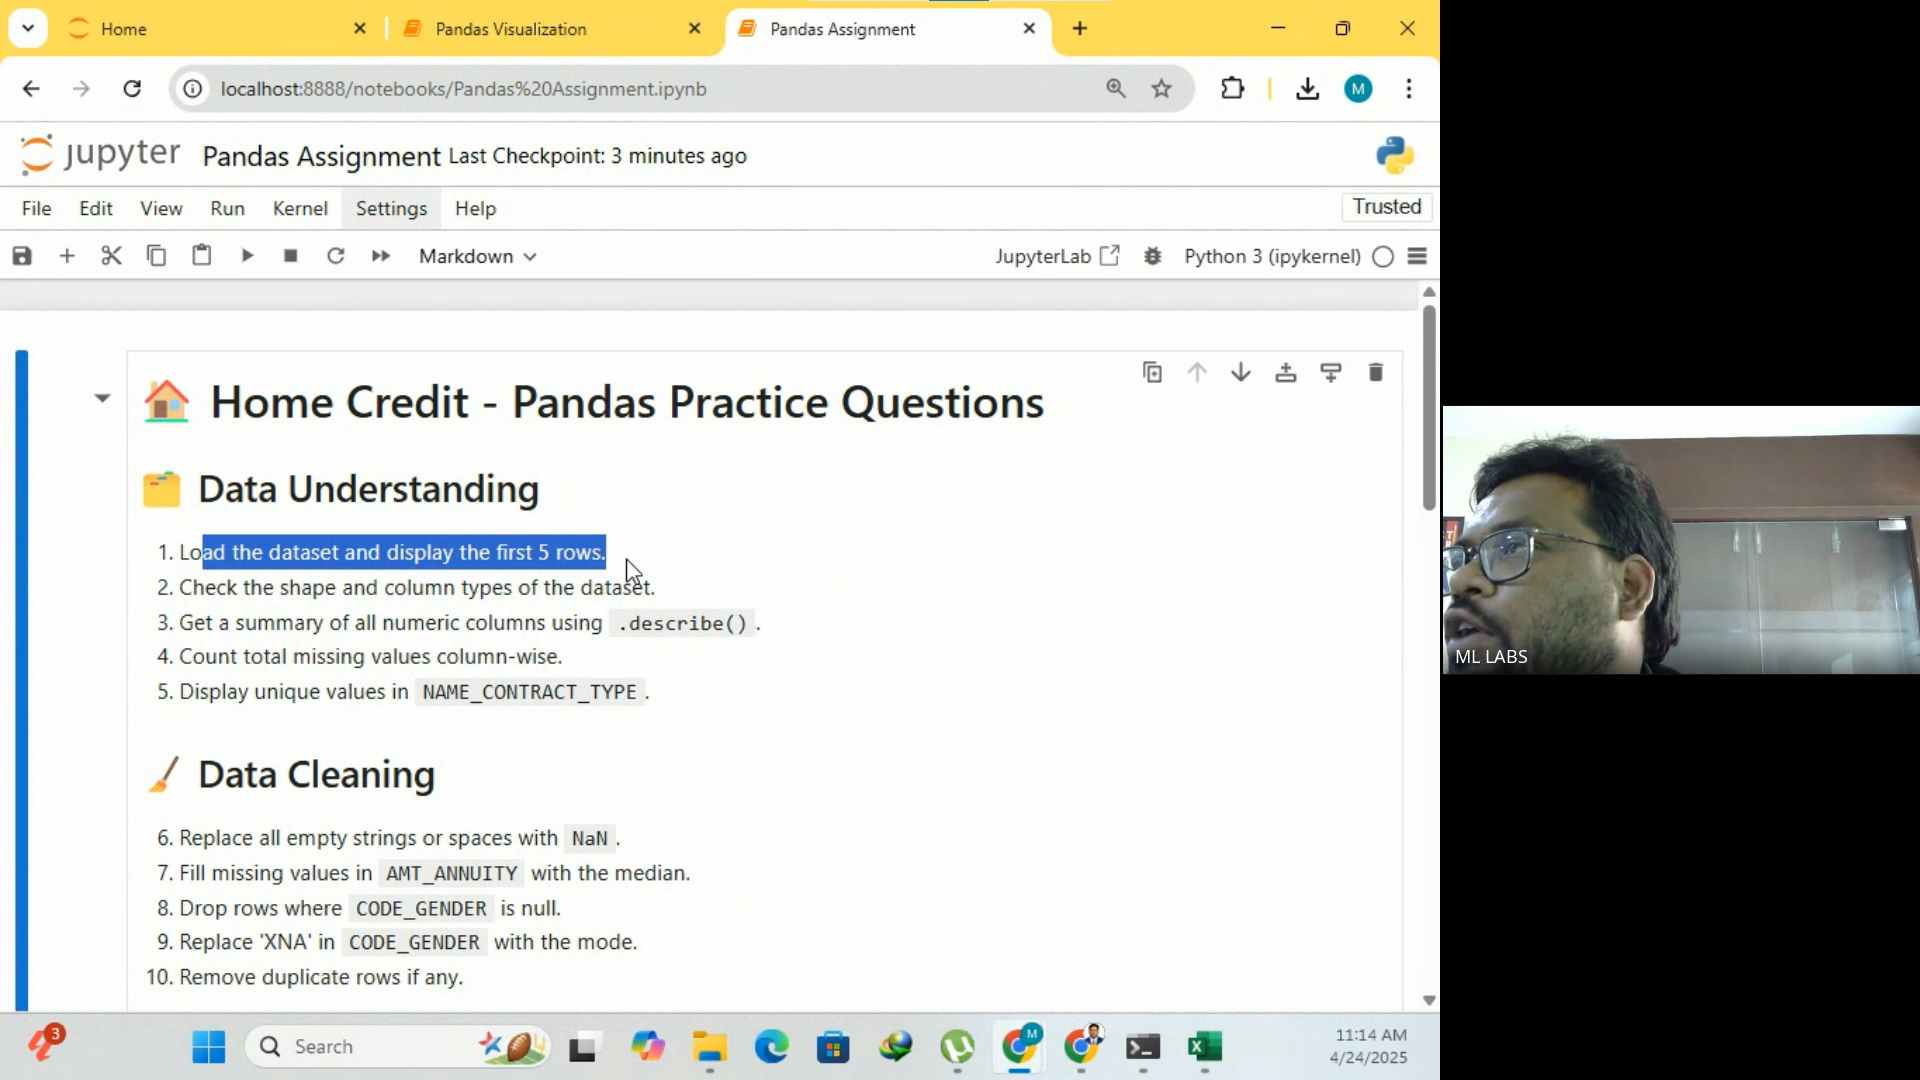 Home
Pandas Visualization
Pandas Assignment
localhost:8888/notebooks/Pandas%20Assignment.ipynb
M
jupyter Pandas Assignment Last Checkpoint: 3 minutes ago
File Edit View Run Kernel Settings Help
Trusted
Markdown
JupyterLab
Python 3 (ipykernel)
Home Credit - Pandas Practice Questions
Data Understanding
1. Load the dataset and display the first 5 rows.
2. Check the shape and column types of the dataset.
3. Get a summary of all numeric columns using .describe() .
4. Count total missing values column-wise.
5. Display unique values in NAME_CONTRACT_TYPE .
Data Cleaning
6. Replace all empty strings or spaces with NaN .
7. Fill missing values in AMT_ANNUITY with the median.
8. Drop rows where CODE_GENDER is null.
9. Replace 'XNA' in CODE_GENDER with the mode.
10. Remove duplicate rows if any.
ML LABS
3
Search
M
11:14 AM
4/24/2025